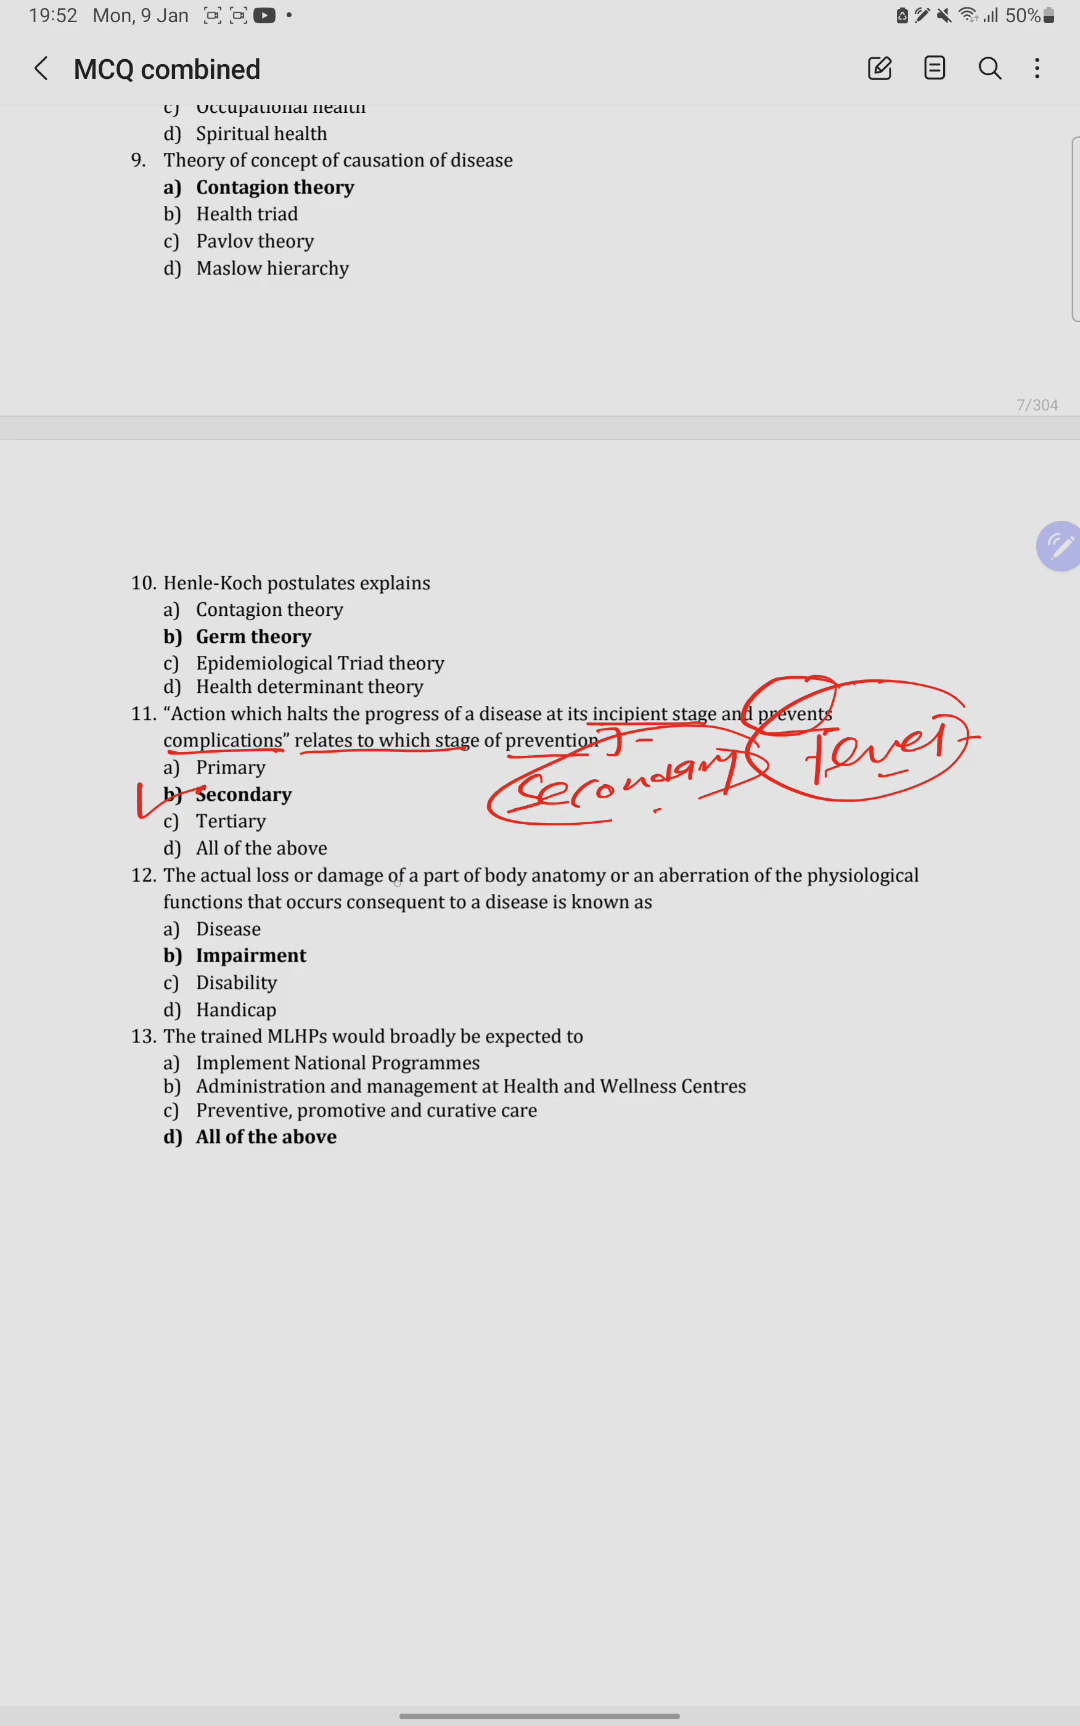 19:52 Mon, 9 Jan
50%
MCQ combined
c) Occupational health
d) Spiritual health
9. Theory of concept of causation of disease
a) Contagion theory
b) Health triad
c) Pavlov theory
d) Maslow hierarchy
7/304
10. Henle-Koch postulates explains
a) Contagion theory
b) Germ theory
c) Epidemiological Triad theory
d) Health determinant theory
11. “Action which halts the progress of a disease at its incipient stage and prevents
complications” relates to which stage of prevention
Secondary level
a) Primary
b) Secondary
c) Tertiary
d) All of the above
12. The actual loss or damage of a part of body anatomy or an aberration of the physiological
functions that occurs consequent to a disease is known as
a) Disease
b) Impairment
c) Disability
d) Handicap
13. The trained MLHPs would broadly be expected to
a) Implement National Programmes
b) Administration and management at Health and Wellness Centres
c) Preventive, promotive and curative care
d) All of the above